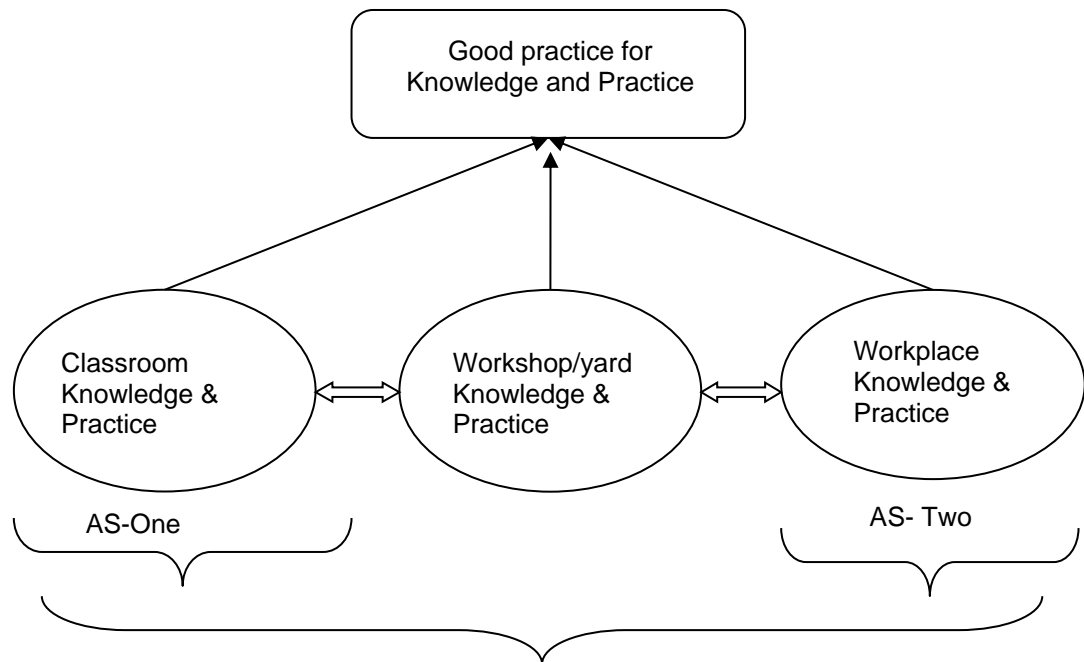 Good practice for
Knowledge and Practice
Classroom
Knowledge &
Practice
Workshop/yard
Knowledge &
Practice
Workplace
Knowledge &
Practice
AS-One
AS- Two